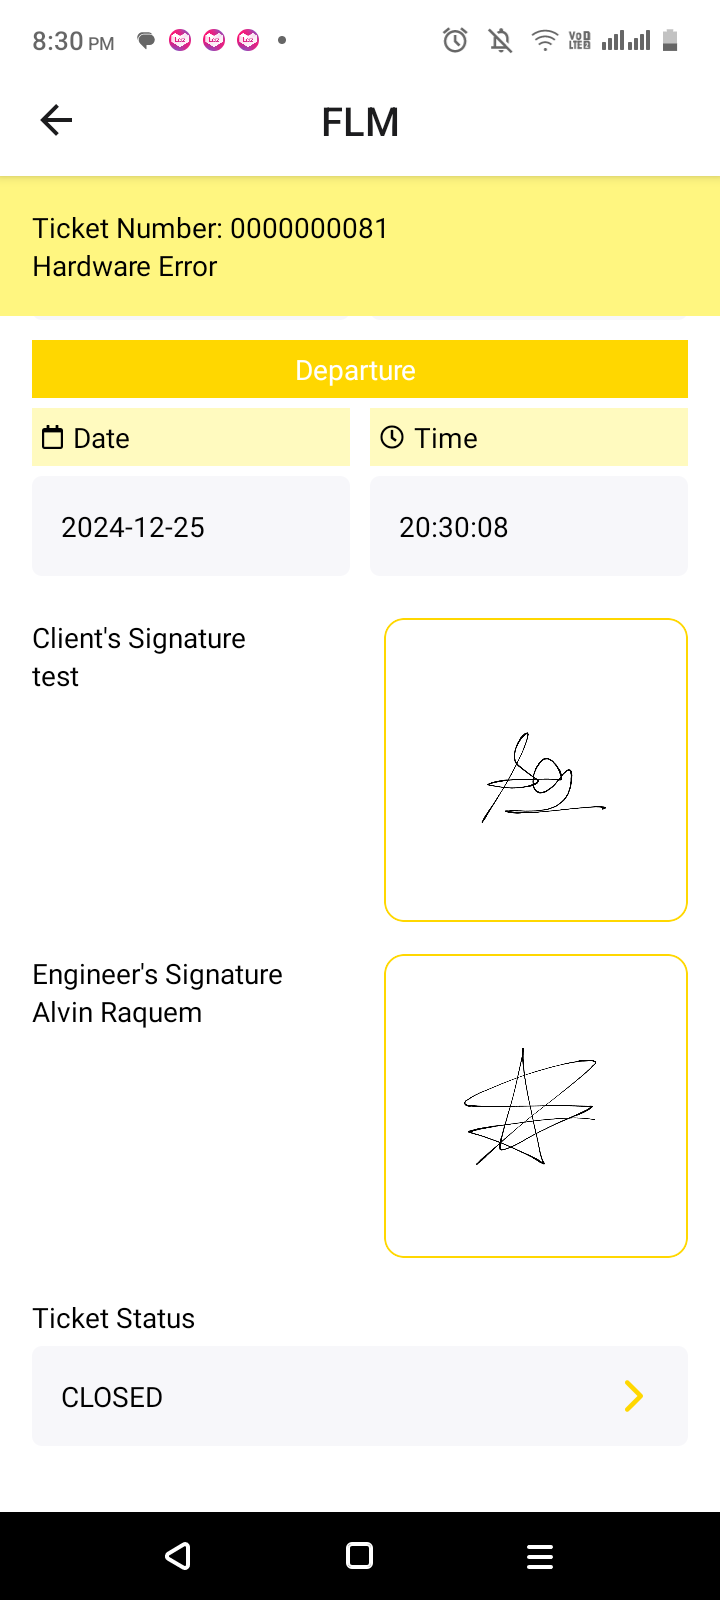 8:30 PM
FLM
Ticket Number: 0000000081
Hardware Error
Departure
Date
Time
2024-12-25
20:30:08
Client's Signature
test
Engineer's Signature
Alvin Raquem
Ticket Status
CLOSED